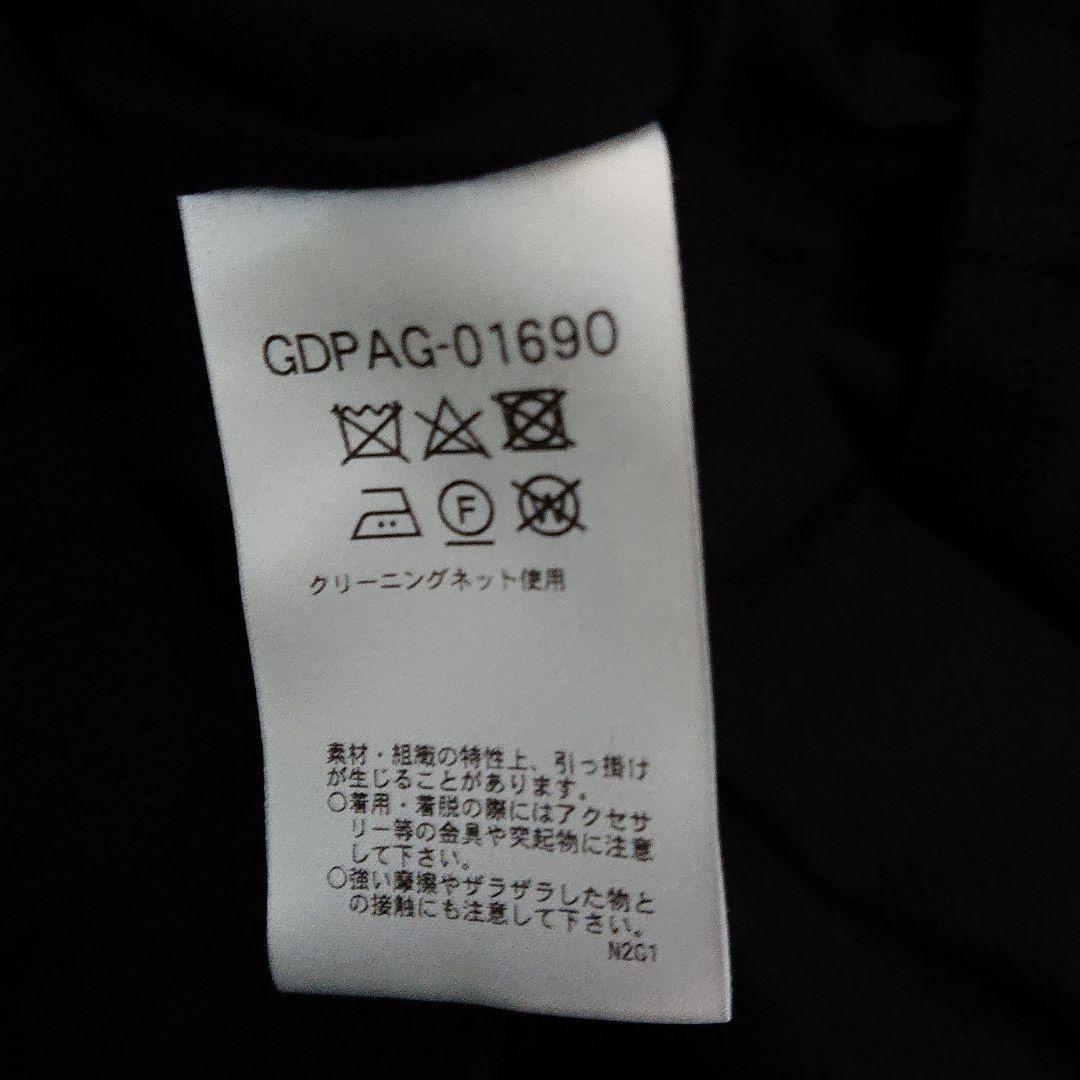 GDPAG-01690
F
W
クリーニングネット使用
素材・組織の特性上、引っ掛け
が生じることがあります。
○着用・着脱の際にはアクセサ
リー等の金具や突起物に注意
して下さい。
○強い摩擦やザラザラした物と
の接触にも注意して下さい。
N2G1